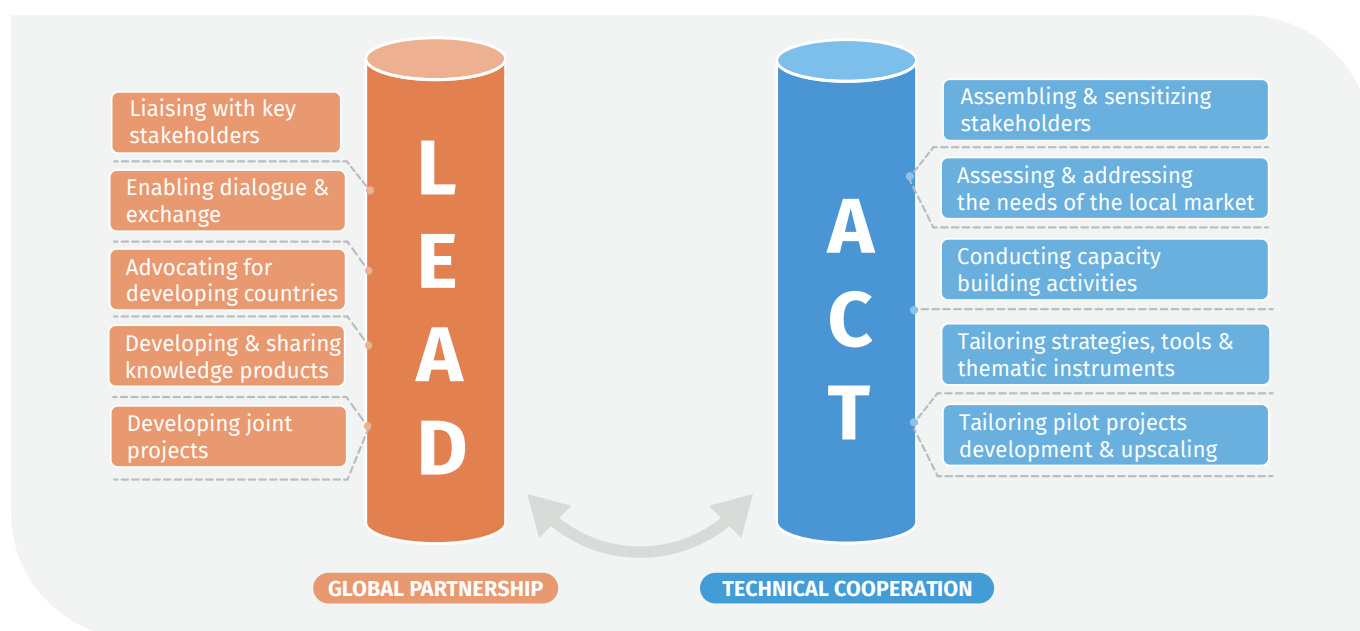 Liaising with key
stakeholders
Enabling dialogue &
exchange
Advocating for
developing countries
Developing & sharing
knowledge products
Developing joint
projects
L
E
A
D
GLOBAL PARTNERSHIP
A
C
T
Assembling & sensitizing
stakeholders
Assessing & addressing
the needs of the local market
Conducting capacity
building activities
Tailoring strategies, tools &
thematic instruments
Tailoring pilot projects
development & upscaling
TECHNICAL COOPERATION